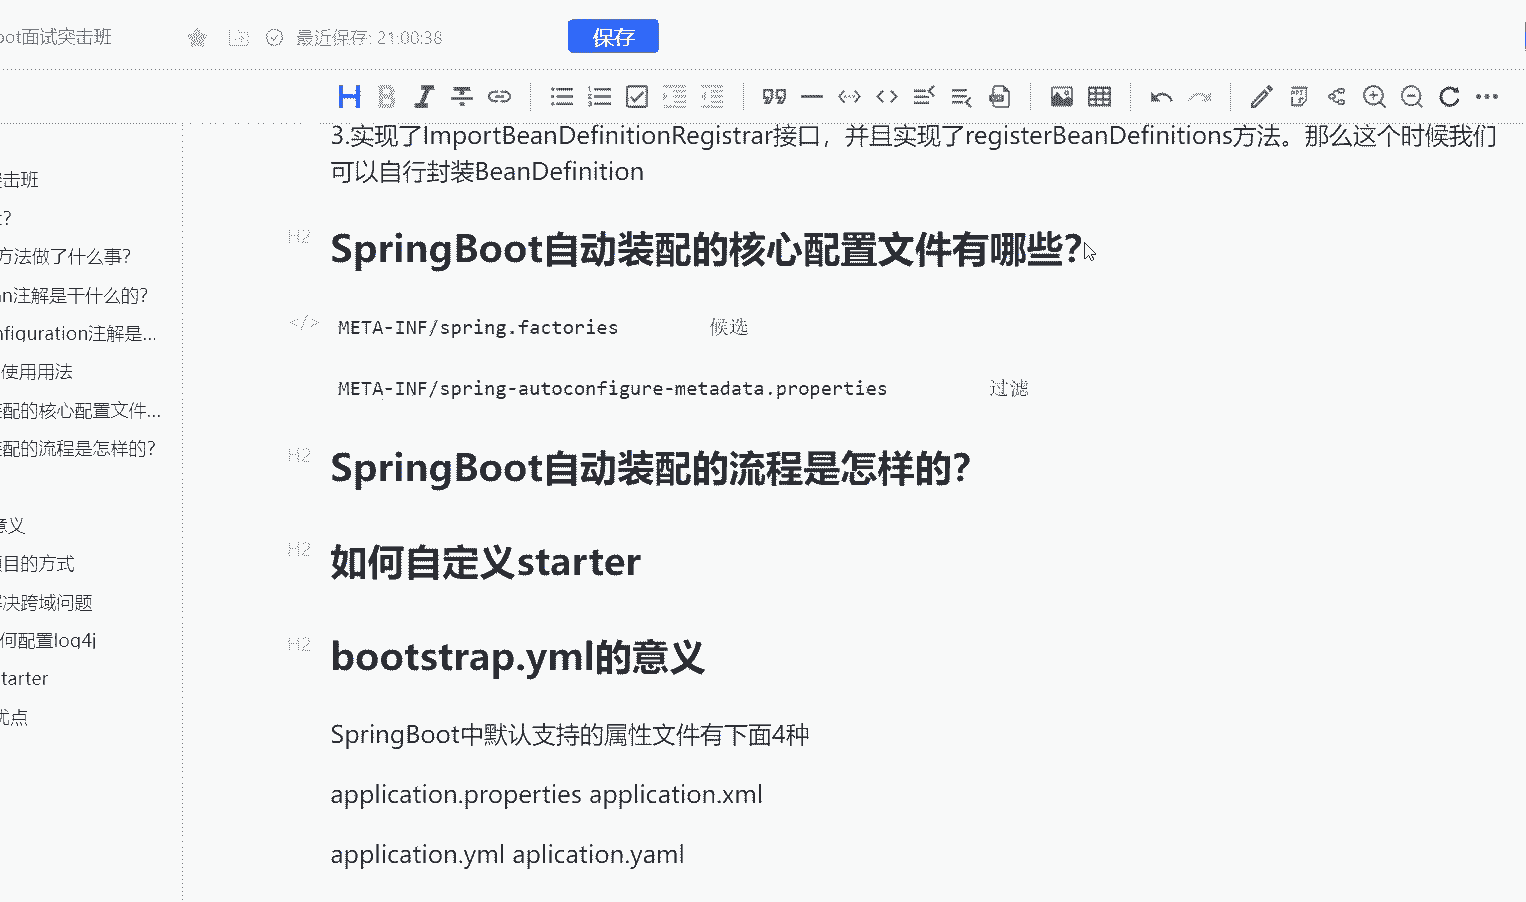 oot面试突击班
最近保存: 21:00:38
保存
3.实现了ImportBeanDefinitionRegistrar接口，并且实现了registerBeanDefinitions方法。那么这个时候我们
可以自行封装BeanDefinition
H2
SpringBoot自动装配的核心配置文件有哪些?
META-INF/spring.factories 候选
META-INF/spring-autoconfigure-metadata.properties 过滤
H2
SpringBoot自动装配的流程是怎样的?
H2
如何自定义starter
H2
bootstrap.yml的意义
SpringBoot中默认支持的属性文件有下面4种
application.properties application.xml
application.yml aplication.yaml
击班
?
方法做了什么事?
an注解是干什么的?
nfiguration注解是...
使用用法
配的核心配置文件...
配的流程是怎样的?
意义
项目的方式
解决跨域问题
何配置log4j
starter
优点